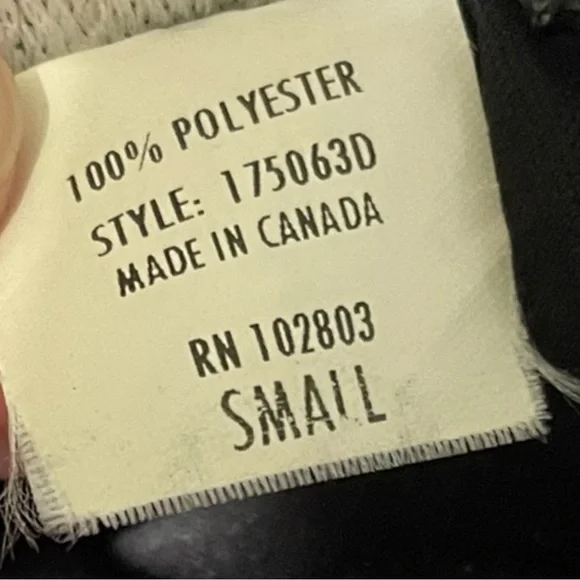 100% POLYESTER
STYLE: 175063D
MADE IN CANADA
RN 102803
SMALL